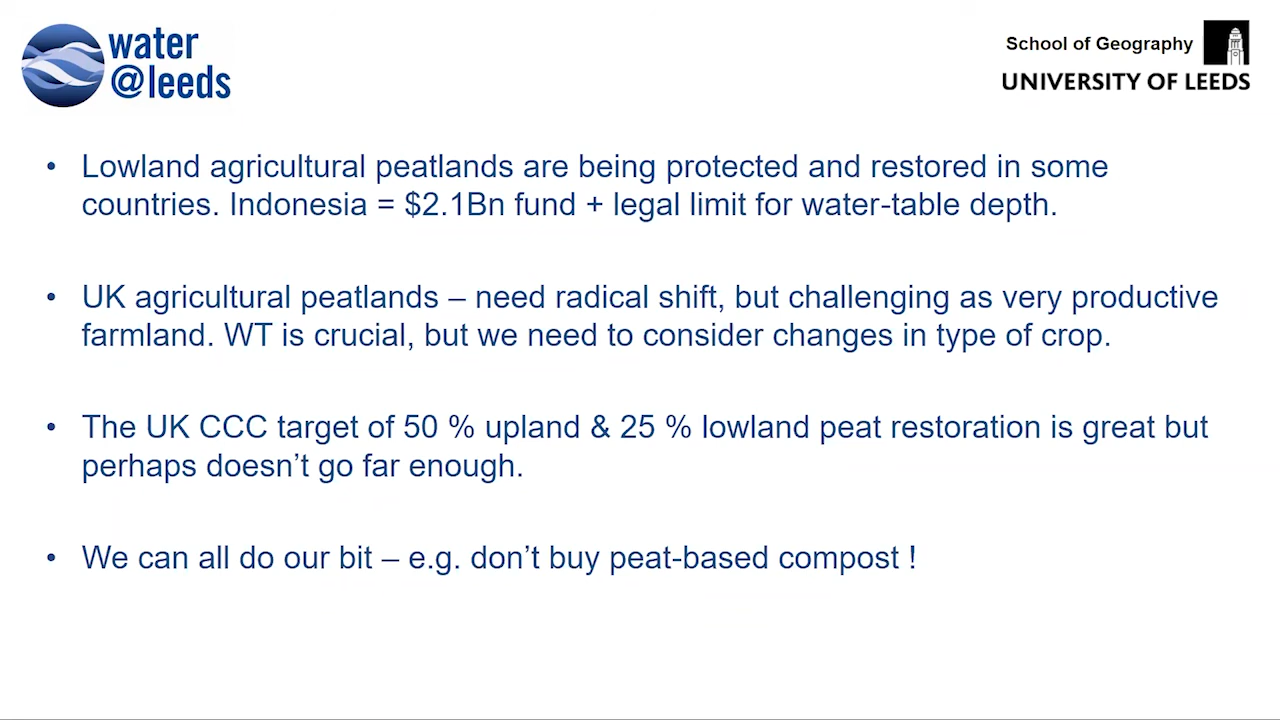 water
@leeds
School of Geography
UNIVERSITY OF LEEDS
• Lowland agricultural peatlands are being protected and restored in some
countries. Indonesia = $2.1Bn fund + legal limit for water-table depth.
• UK agricultural peatlands – need radical shift, but challenging as very productive
farmland. WT is crucial, but we need to consider changes in type of crop.
• The UK CCC target of 50 % upland & 25 % lowland peat restoration is great but
perhaps doesn’t go far enough.
• We can all do our bit – e.g. don’t buy peat-based compost !